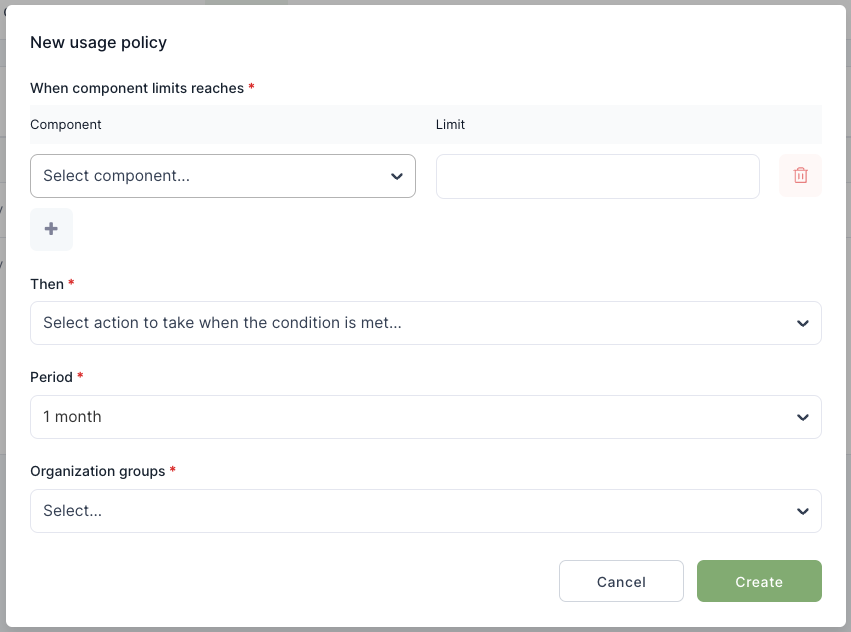 New usage policy
When component limits reaches *
Component Limit
Select component...
Then *
Select action to take when the condition is met...
Period *
1 month
Organization groups *
Select...
Cancel Create